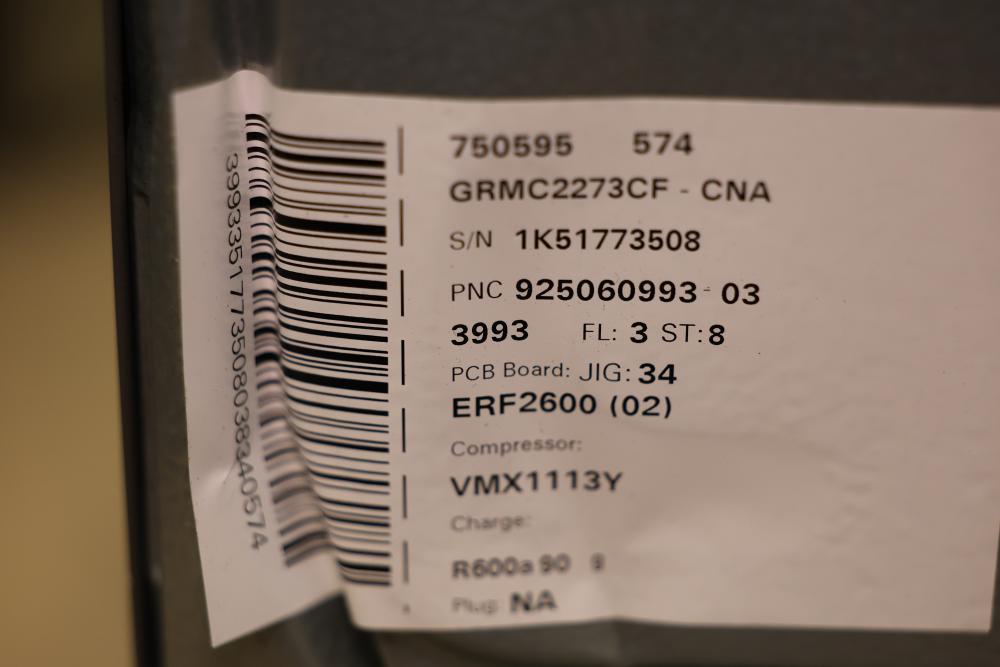 750595 574
GRMC2273CF - CNA
S/N 1K51773508
PNC 925060993 - 03
3993 FL: 3 ST: 8
PCB Board: JIG: 34
ERF2600 (02)
Compressor:
VMX1113Y
Charge:
R600a 90 g
Plug: NA
3993351773508038340574